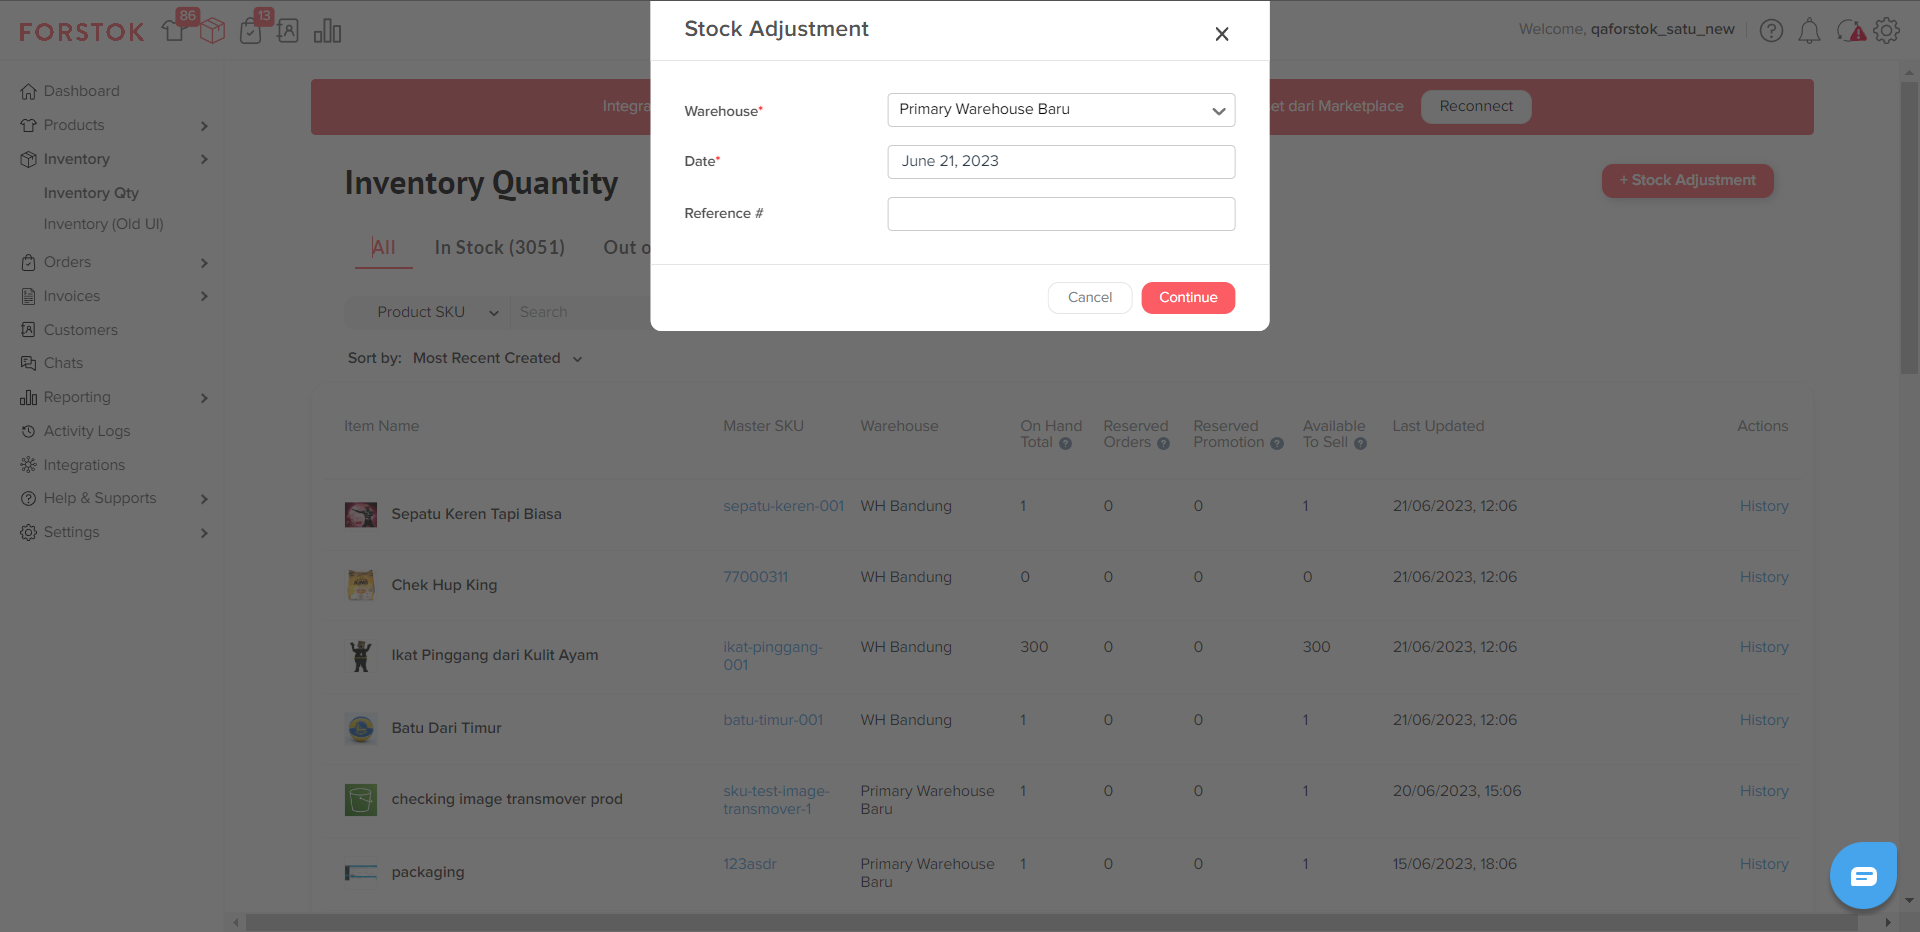 FORSTOK
86
13
Welcome, qaforstok_satu_new
Stock Adjustment
Warehouse*
Primary Warehouse Baru
Date*
June 21, 2023
Reference #
Cancel
Continue
Dashboard
Products
Inventory
Inventory Qty
Inventory (Old UI)
Orders
Invoices
Customers
Chats
Reporting
Activity Logs
Integrations
Help & Supports
Settings
dari Marketplace
Reconnect
Inventory Quantity
+ Stock Adjustment
All
In Stock (3051)
Out
Product SKU
Search
Sort by: Most Recent Created
Item Name
Master SKU
Warehouse
On Hand Total
Reserved Orders
Reserved Promotion
Available To Sell
Last Updated
Actions
Sepatu Keren Tapi Biasa
sepatu-keren-001
WH Bandung
1
0
0
1
21/06/2023, 12:06
History
Chek Hup King
77000311
WH Bandung
0
0
0
0
21/06/2023, 12:06
History
Ikat Pinggang dari Kulit Ayam
ikat-pinggang-
001
WH Bandung
300
0
0
300
21/06/2023, 12:06
History
Batu Dari Timur
batu-timur-001
WH Bandung
1
0
0
1
21/06/2023, 12:06
History
checking image transmover prod
sku-test-image-
transmover-1
Primary Warehouse
Baru
1
0
0
1
20/06/2023, 15:06
History
packaging
123asdr
Primary Warehouse
Baru
1
0
0
1
15/06/2023, 18:06
History